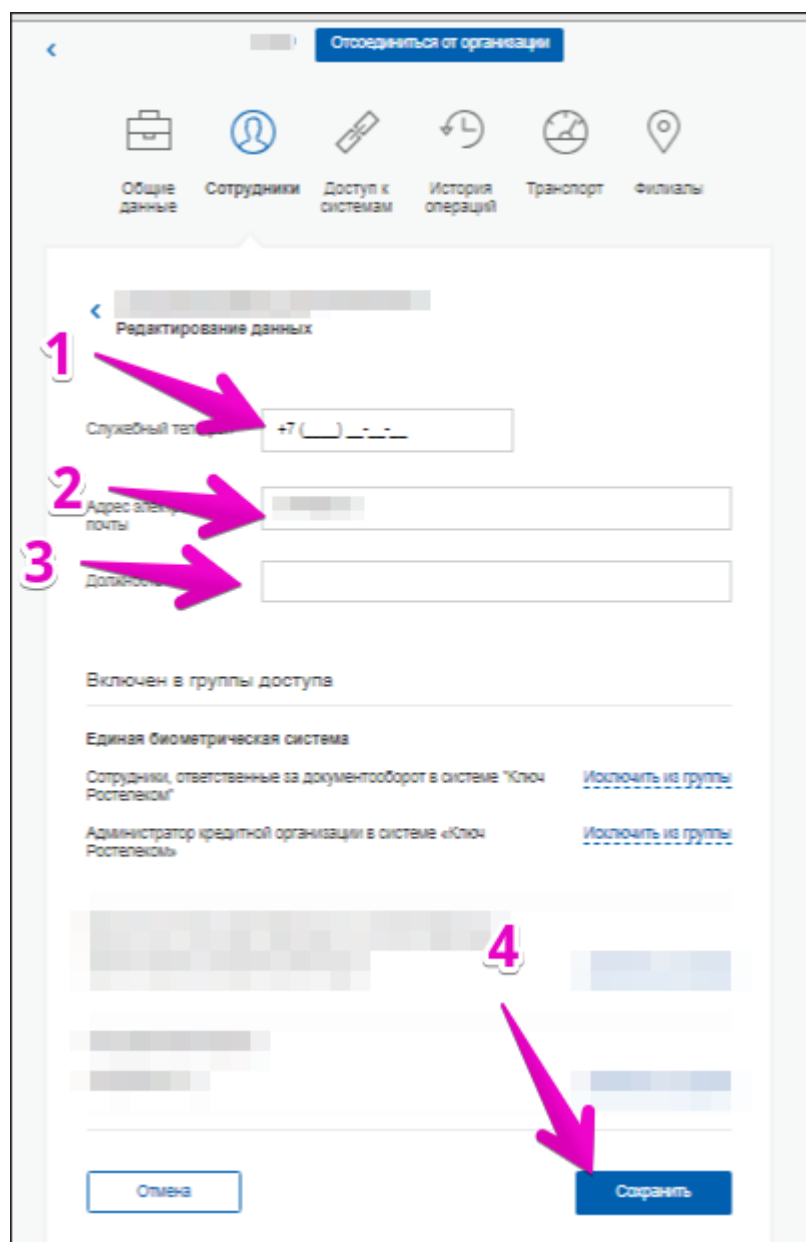 Отсоединиться от организации
Общие данные
Сотрудники
Доступ к системам
История операций
Транспорт
Филиалы
Редактирование данных
1
Служебный
+7 (___) __-__-__
2
Адрес
почты
3
Включен в группы доступа
Единая биометрическая система
Сотрудники, ответственные за документооборот в системе "Ключ
Исключить из группы
Ростелеком"
Администратор кредитной организации в системе «Ключ
Исключить из группы
Ростелеком»
4
Отмена
Сохранить